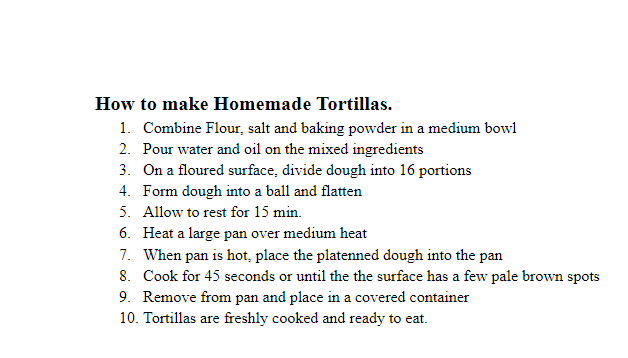 How to make Homemade Tortillas.
1. Combine Flour, salt and baking powder in a medium bowl
2. Pour water and oil on the mixed ingredients
3. On a floured surface, divide dough into 16 portions
4. Form dough into a ball and flatten
5. Allow to rest for 15 min.
6. Heat a large pan over medium heat
7. When pan is hot, place the platenned dough into the pan
8. Cook for 45 seconds or until the the surface has a few pale brown spots
9. Remove from pan and place in a covered container
10. Tortillas are freshly cooked and ready to eat.